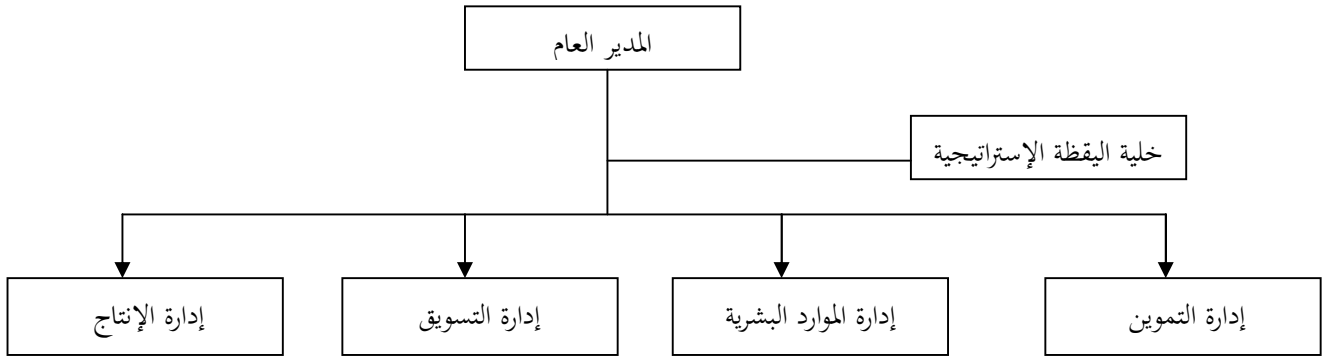 المدير العام
خلية اليقظة الإستراتيجية
إدارة التموين
إدارة الموارد البشرية
إدارة التسويق
إدارة الإنتاج